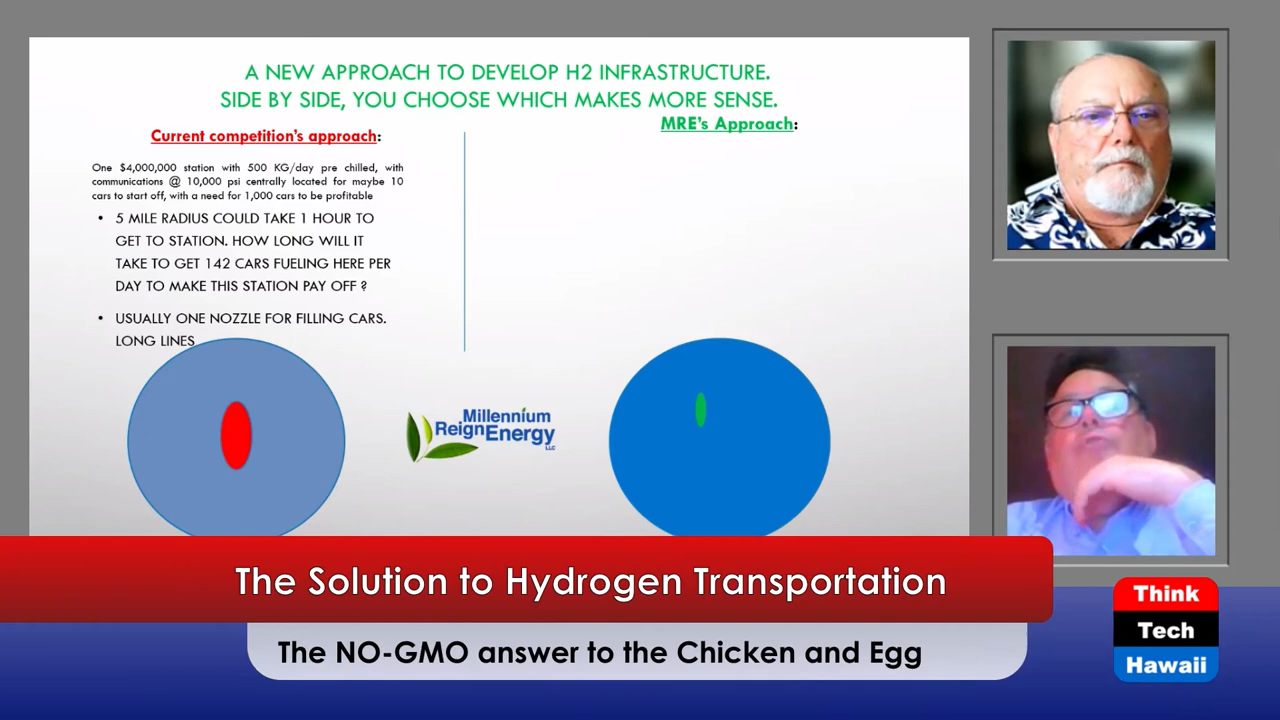 A NEW APPROACH TO DEVELOP H2 INFRASTRUCTURE.
SIDE BY SIDE, YOU CHOOSE WHICH MAKES MORE SENSE.
Current competition's approach:
One $4,000,000 station with 500 KG/day pre chilled, with
communications @ 10,000 psi centrally located for maybe 10
cars to start off, with a need for 1,000 cars to be profitable
• 5 MILE RADIUS COULD TAKE 1 HOUR TO
GET TO STATION. HOW LONG WILL IT
TAKE TO GET 142 CARS FUELING HERE PER
DAY TO MAKE THIS STATION PAY OFF ?
• USUALLY ONE NOZZLE FOR FILLING CARS.
LONG LINES
MRE's Approach:
Millennium
ReignEnergy
LLC
The Solution to Hydrogen Transportation
The NO-GMO answer to the Chicken and Egg
Think
Tech
Hawaii